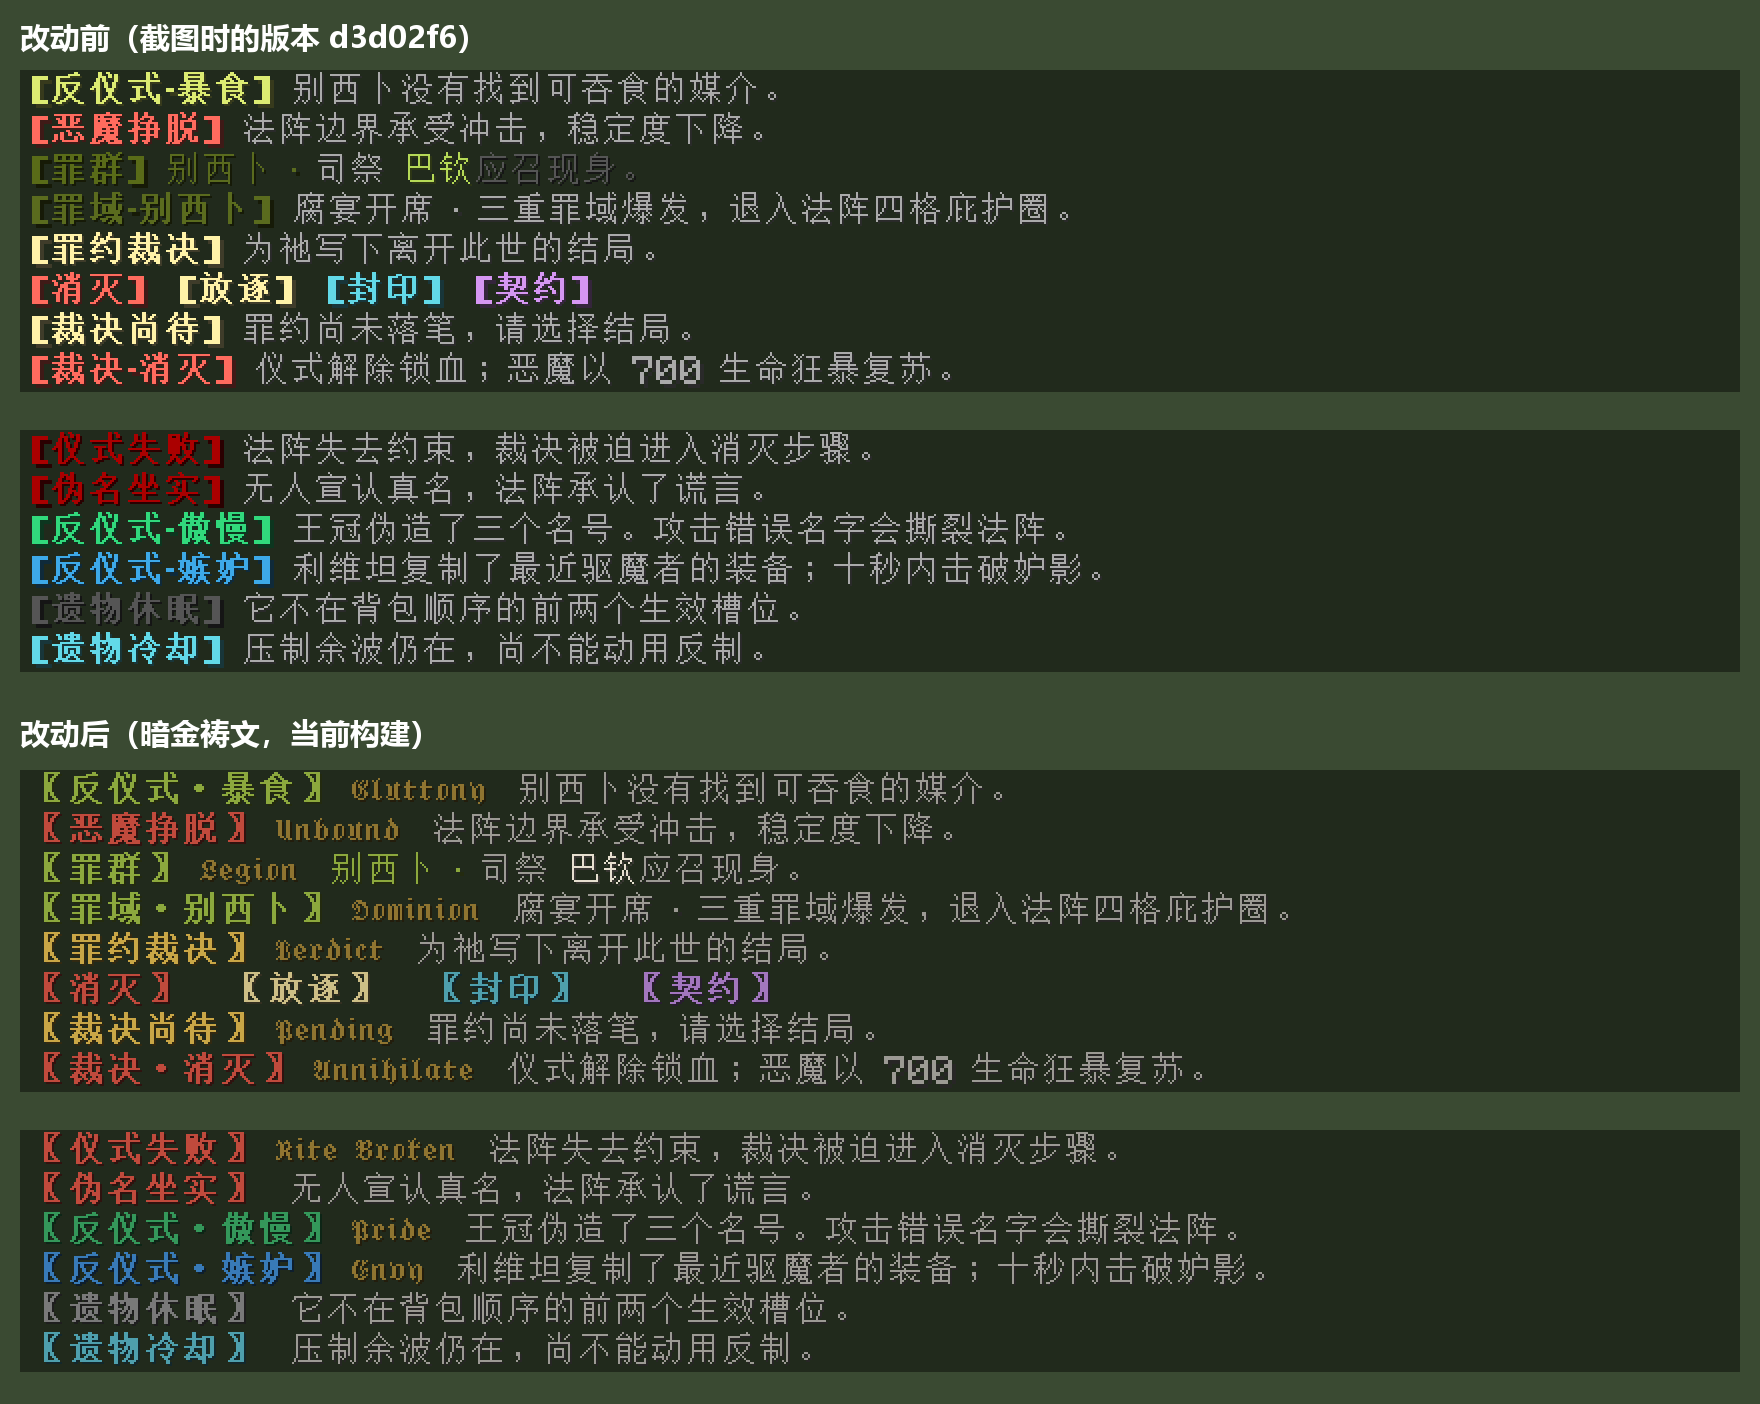 改动前（截图时的版本 d3d02f6）
[反仪式-暴食] 别西卜没有找到可吞食的媒介。
[恶魔挣脱] 法阵边界承受冲击，稳定度下降。
[罪群] 别西卜·司祭 巴钦应召现身。
[罪域-别西卜] 腐宴开席·三重罪域爆发，退入法阵四格庇护圈。
[罪约裁决] 为祂写下离开此世的结局。
[消灭] [放逐] [封印] [契约]
[裁决尚待] 罪约尚未落笔，请选择结局。
[裁决-消灭] 仪式解除锁血；恶魔以 700 生命狂暴复苏。
[仪式失败] 法阵失去约束，裁决被迫进入消灭步骤。
[伪名坐实] 无人宣认真名，法阵承认了谎言。
[反仪式-傲慢] 王冠伪造了三个名号。攻击错误名字会撕裂法阵。
[反仪式-嫉妒] 利维坦复制了最近驱魔者的装备；十秒内击破妒影。
[遗物休眠] 它不在背包顺序的前两个生效槽位。
[遗物冷却] 压制余波仍在，尚不能动用反制。
改动后（暗金祷文，当前构建）
〖反仪式·暴食〗 Gluttony 别西卜没有找到可吞食的媒介。
〖恶魔挣脱〗 Unbound 法阵边界承受冲击，稳定度下降。
〖罪群〗 Legion 别西卜·司祭 巴钦应召现身。
〖罪域·别西卜〗 Dominion 腐宴开席·三重罪域爆发，退入法阵四格庇护圈。
〖罪约裁决〗 Verdict 为祂写下离开此世的结局。
〖消灭〗 〖放逐〗 〖封印〗 〖契约〗
〖裁决尚待〗 Pending 罪约尚未落笔，请选择结局。
〖裁决·消灭〗 Annihilate 仪式解除锁血；恶魔以 700 生命狂暴复苏。
〖仪式失败〗 Rite Broken 法阵失去约束，裁决被迫进入消灭步骤。
〖伪名坐实〗 无人宣认真名，法阵承认了谎言。
〖反仪式·傲慢〗 Pride 王冠伪造了三个名号。攻击错误名字会撕裂法阵。
〖反仪式·嫉妒〗 Envy 利维坦复制了最近驱魔者的装备；十秒内击破妒影。
〖遗物休眠〗 它不在背包顺序的前两个生效槽位。
〖遗物冷却〗 压制余波仍在，尚不能动用反制。